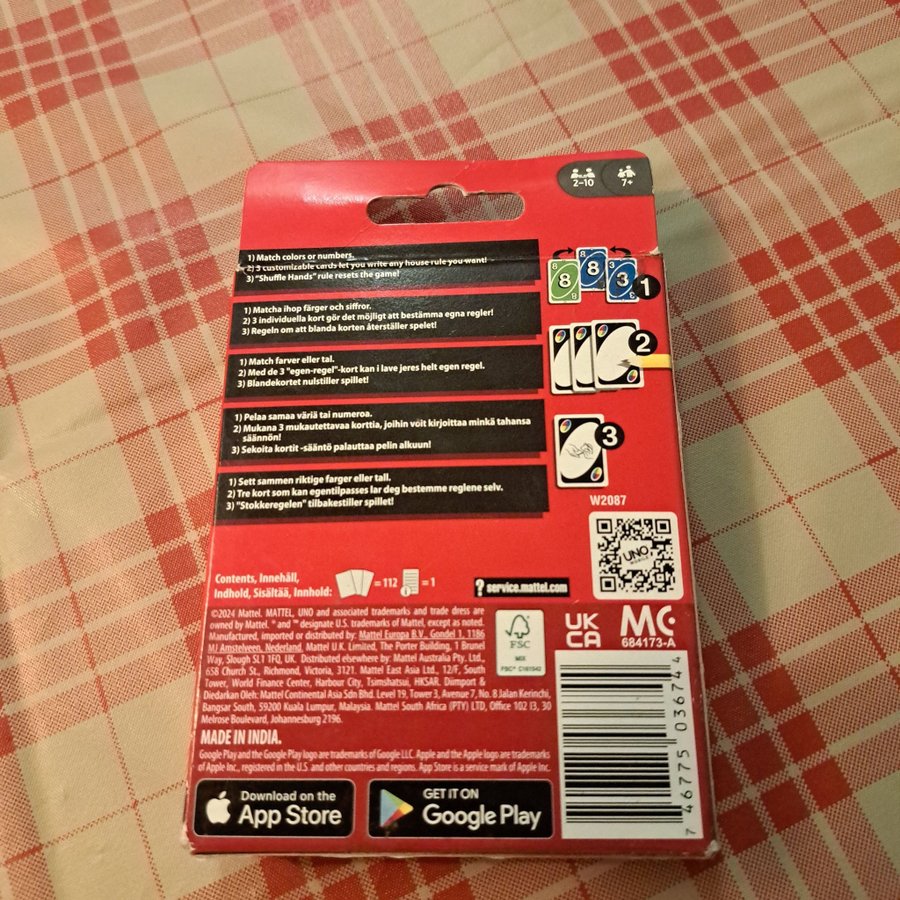 2-10
7+
1) Match colors or numbers.
2) 3 customizable cards let you write any house rule you want!
3) "Shuffle Hands" rule resets the game!
8
8
3
1
1) Matcha ihop färger och siffror.
2) 3 individuella kort gör det möjligt att bestämma egna regler!
3) Regeln om att blanda korten återställer spelet!
2
1) Match farver eller tal.
2) Med de 3 "egen-regel"-kort kan i lave jeres helt egen regel.
3) Blandekortet nulstiller spillet!
1) Pelaa samaa väriä tai numeroa.
2) Mukana 3 mukautettavaa korttia, joihin voit kirjoittaa minkä tahansa
säännön!
3) Sekoita kortit -sääntö palauttaa pelin alkuun!
3
1) Sett sammen riktige farger eller tall.
2) Tre kort som kan egentilpasses lar deg bestemme reglene selv.
3) "Stokkeregelen" tilbakestiller spillet!
W2087
UNO
Contents, Innehåll,
Indhold, Sisältää, Innhold:
= 112
= 1
? service.mattel.com
©2024 Mattel. MATTEL, UNO and associated trademarks and trade dress are
owned by Mattel. ® and ™ designate U.S. trademarks of Mattel, except as noted.
Manufactured, imported or distributed by: Mattel Europa B.V., Gondel 1, 1186
MJ Amstelveen, Nederland. Mattel U.K. Limited, The Porter Building, 1 Brunel
Way, Slough SL1 1FQ, UK. Distributed elsewhere by: Mattel Australia Pty. Ltd.,
658 Church St., Richmond, Victoria, 3121. Mattel East Asia Ltd., 12/F, South
Tower, World Finance Center, Harbour City, Tsimshatsui, HKSAR. Diimport &
Diedarkan Oleh: Mattel Continental Asia Sdn Bhd. Level 19, Tower 3, Avenue 7, No. 8 Jalan Kerinchi,
Bangsar South, 59200 Kuala Lumpur, Malaysia. Mattel South Africa (PTY) LTD, Office 102 I3, 30
Melrose Boulevard, Johannesburg 2196.
MADE IN INDIA.
Google Play and the Google Play logo are trademarks of Google LLC. Apple and the Apple logo are trademarks
of Apple Inc., registered in the U.S. and other countries and regions. App Store is a service mark of Apple Inc.
FSC
MIX
FSC® C161542
UK
CA
MC
684173-A
7 46775 03674 4
Download on the
App Store
GET IT ON
Google Play